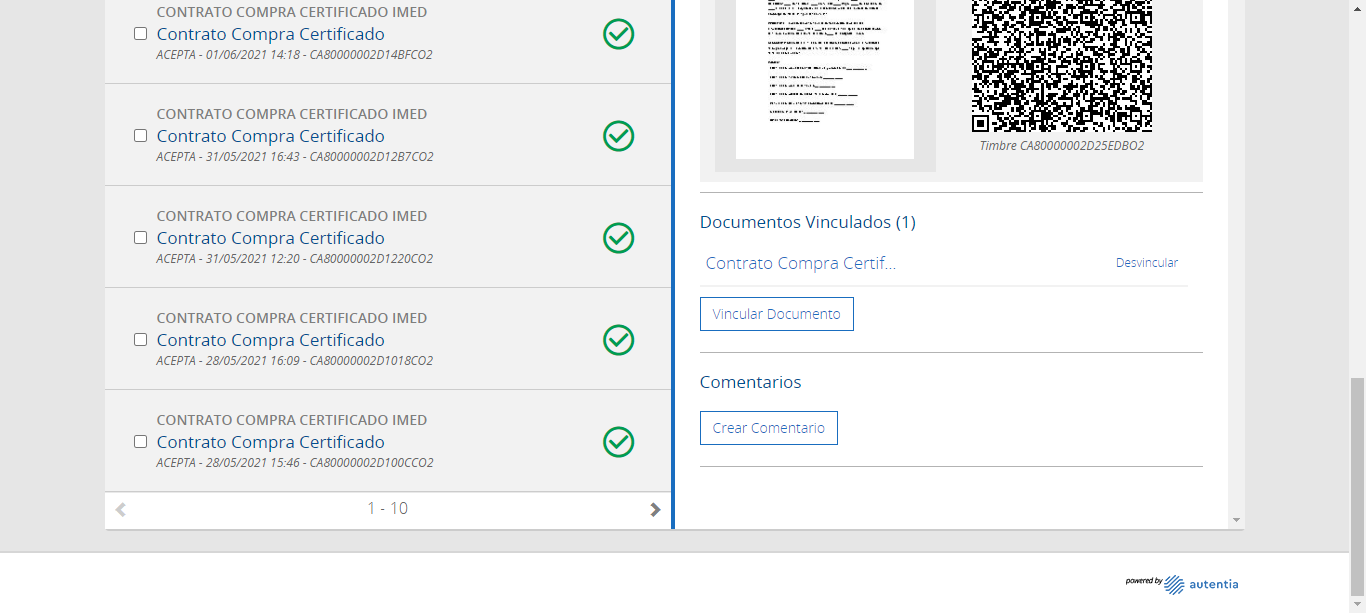 CONTRATO COMPRA CERTIFICADO IMED
Contrato Compra Certificado
ACEPTA - 01/06/2021 14:18 - CA80000002D14BFCO2
CONTRATO COMPRA CERTIFICADO IMED
Contrato Compra Certificado
ACEPTA - 31/05/2021 16:43 - CA80000002D12B7CO2
CONTRATO COMPRA CERTIFICADO IMED
Contrato Compra Certificado
ACEPTA - 31/05/2021 12:20 - CA80000002D1220CO2
CONTRATO COMPRA CERTIFICADO IMED
Contrato Compra Certificado
ACEPTA - 28/05/2021 16:09 - CA80000002D1018CO2
CONTRATO COMPRA CERTIFICADO IMED
Contrato Compra Certificado
ACEPTA - 28/05/2021 15:46 - CA80000002D100CCO2
1 - 10
Timbre CA80000002D25EDBO2
Documentos Vinculados (1)
Contrato Compra Certif...
Desvincular
Vincular Documento
Comentarios
Crear Comentario
powered by autentia